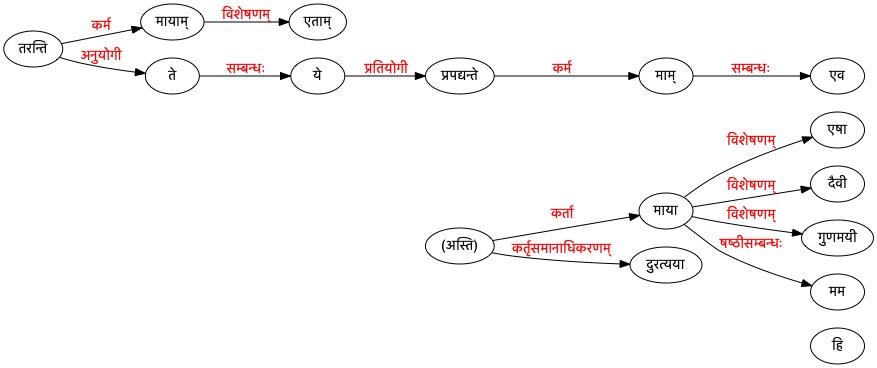 कर्म
मायाम्
विशेषणम्
एताम्
तरन्ति
अनुयोगी
ते
सम्बन्धः
ये
प्रतियोगी
प्रपद्यन्ते
कर्म
माम्
सम्बन्धः
एव
एषा
विशेषणम्
विशेषणम्
दैवी
कर्ता
माया
विशेषणम्
गुणमयी
(अस्ति)
कर्तृसमानाधिकरणम्
दुरत्यया
षष्ठीसम्बन्धः
मम
हि